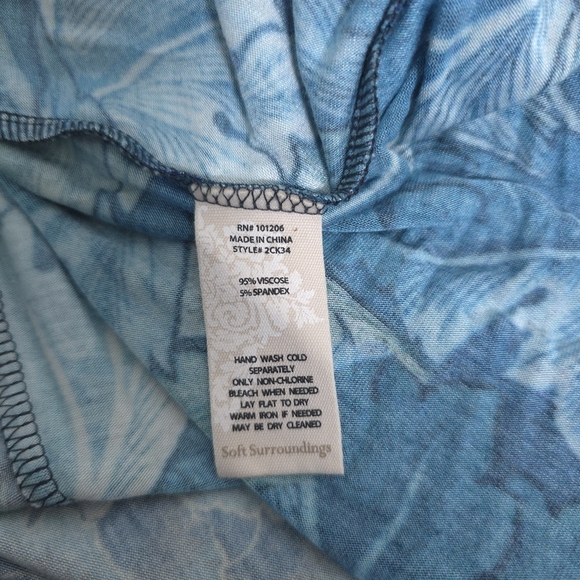 RN# 101206
MADE IN CHINA
STYLE# 2CK34
95% VISCOSE
5% SPANDEX
HAND WASH COLD
SEPARATELY
ONLY NON-CHLORINE
BLEACH WHEN NEEDED
LAY FLAT TO DRY
WARM IRON IF NEEDED
MAY BE DRY CLEANED
Soft Surroundings